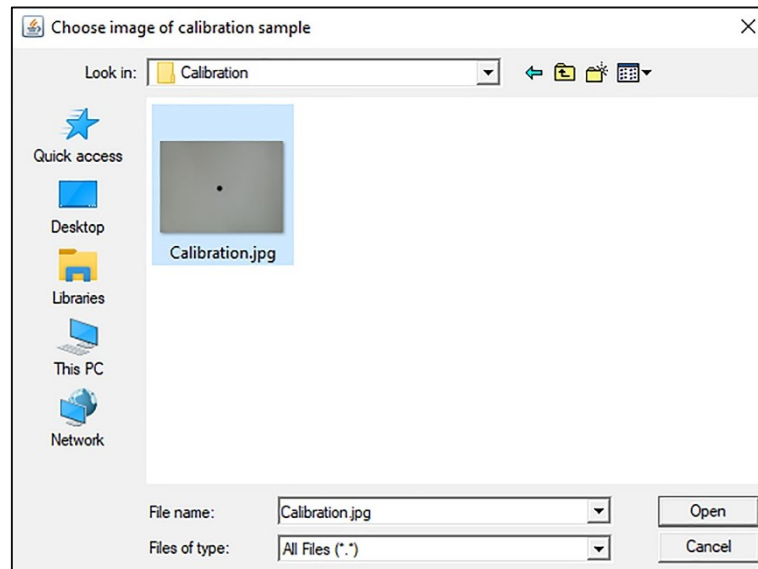 Choose image of calibration sample
Look in: Calibration
Quick access
Desktop
Libraries
This PC
Network
Calibration.jpg
File name: Calibration.jpg Open
Files of type: All Files (*.*) Cancel